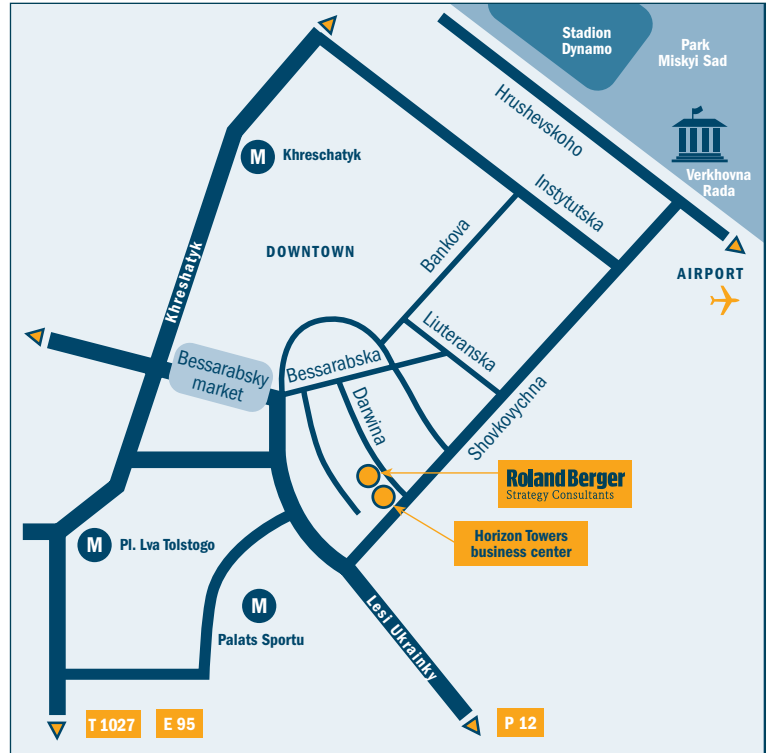 Stadion
Dynamo
Park
Miskyi Sad
Hrushevskoho
Verkhovna
Rada
M
Khreschatyk
Instytutska
Bankova
DOWNTOWN
AIRPORT
Khreshatyk
Liuteranska
Bessarabsky
market
Bessarabska
Darwina
Shovkovychna
Roland Berger
Strategy Consultants
Horizon Towers
business center
M
Pl. Lva Tolstogo
M
Palats Sportu
Lesi Ukrainky
T 1027
E 95
P 12